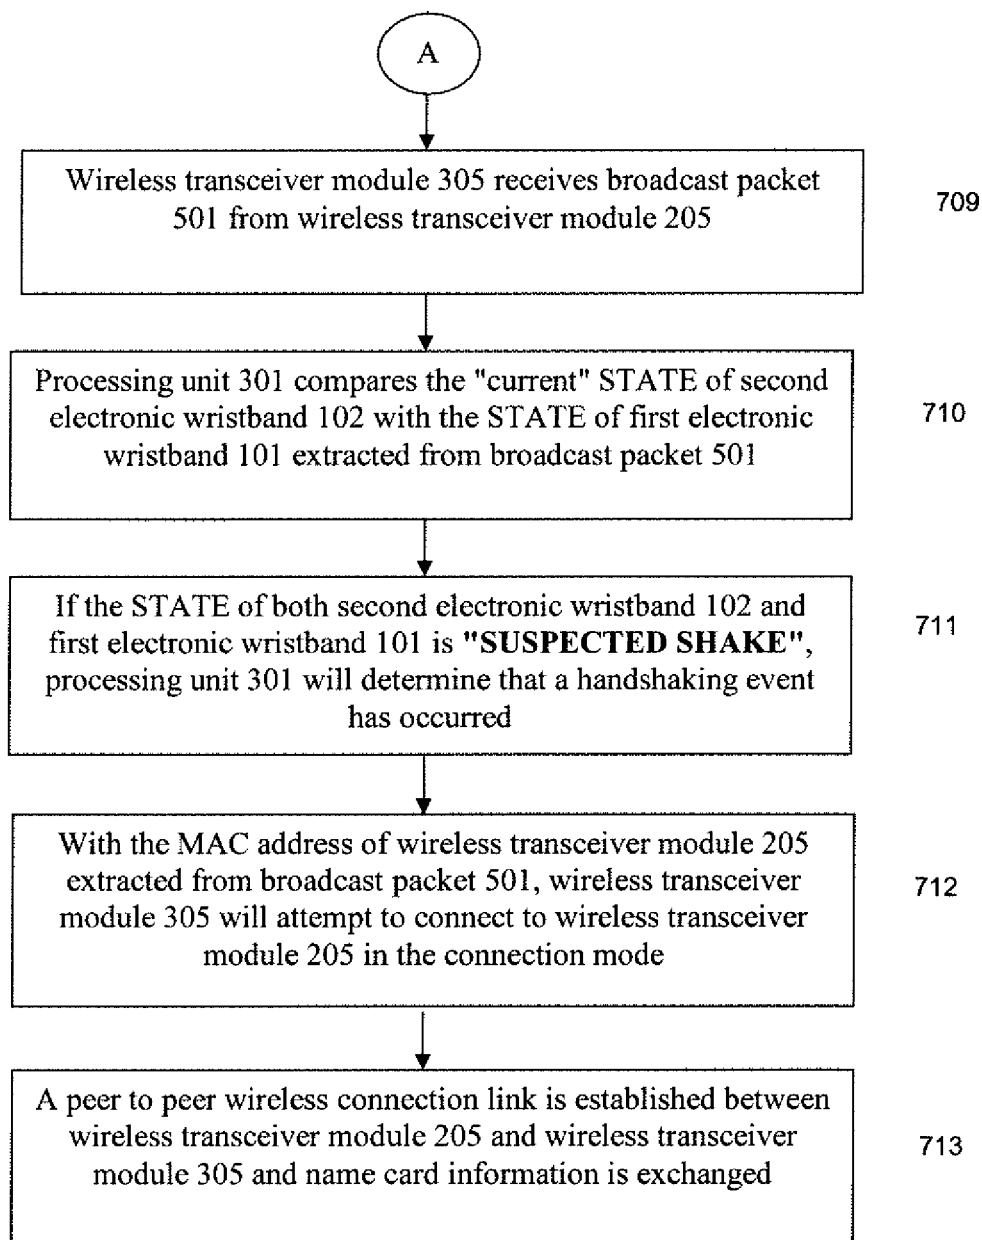 A
Wireless transceiver module 305 receives broadcast packet
501 from wireless transceiver module 205
709
Processing unit 301 compares the "current" STATE of second
electronic wristband 102 with the STATE of first electronic
wristband 101 extracted from broadcast packet 501
710
If the STATE of both second electronic wristband 102 and
first electronic wristband 101 is "SUSPECTED SHAKE",
processing unit 301 will determine that a handshaking event
has occurred
711
With the MAC address of wireless transceiver module 205
extracted from broadcast packet 501, wireless transceiver
module 305 will attempt to connect to wireless transceiver
module 205 in the connection mode
712
A peer to peer wireless connection link is established between
wireless transceiver module 205 and wireless transceiver
module 305 and name card information is exchanged
713